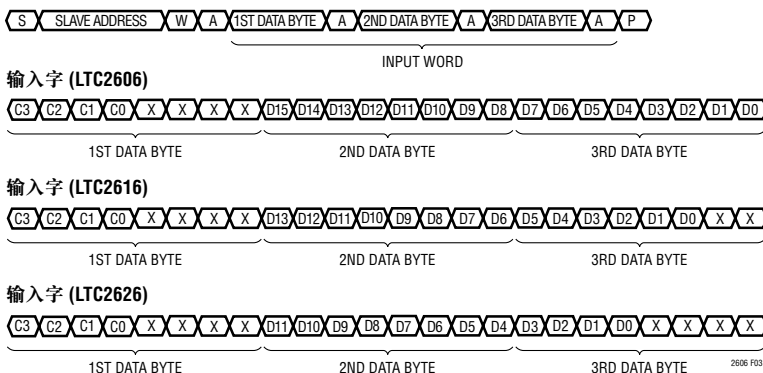 S SLAVE ADDRESS W A 1ST DATA BYTE A 2ND DATA BYTE A 3RD DATA BYTE A P
INPUT WORD
输入字 (LTC2606)
C3 C2 C1 C0 X X X X D15 D14 D13 D12 D11 D10 D9 D8 D7 D6 D5 D4 D3 D2 D1 D0
1ST DATA BYTE 2ND DATA BYTE 3RD DATA BYTE
输入字 (LTC2616)
C3 C2 C1 C0 X X X X D13 D12 D11 D10 D9 D8 D7 D6 D5 D4 D3 D2 D1 D0 X X
1ST DATA BYTE 2ND DATA BYTE 3RD DATA BYTE
输入字 (LTC2626)
C3 C2 C1 C0 X X X X D11 D10 D9 D8 D7 D6 D5 D4 D3 D2 D1 D0 X X X X
1ST DATA BYTE 2ND DATA BYTE 3RD DATA BYTE 2606 F03